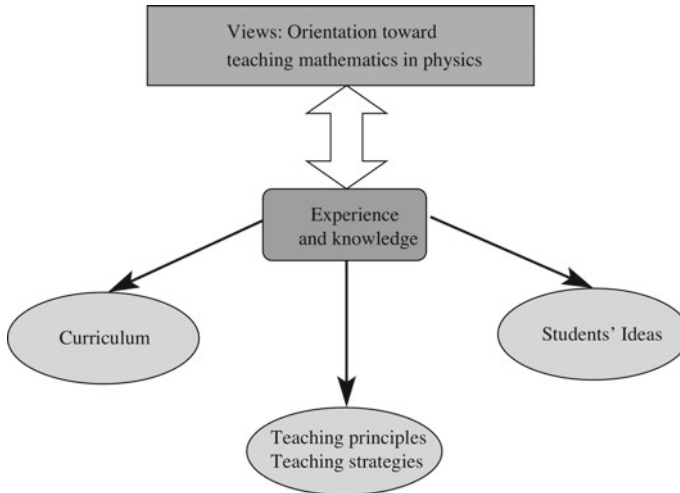 Views: Orientation toward
teaching mathematics in physics
Experience
and knowledge
Curriculum
Students’ Ideas
Teaching principles
Teaching strategies